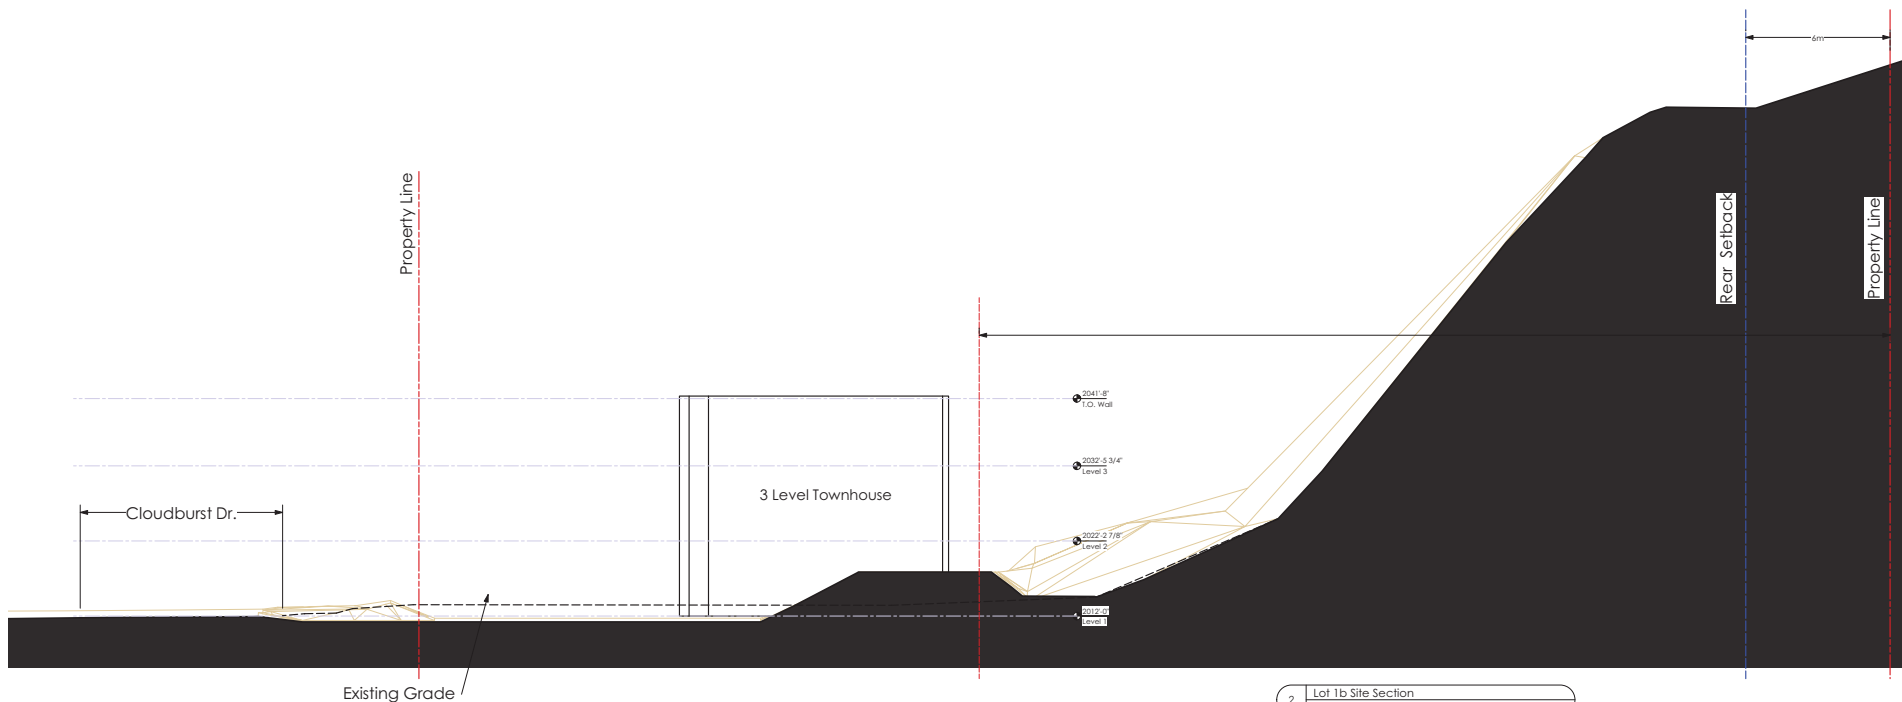 6m
Property Line
Rear Setback
Property Line
2041'-8"
T.O. Wall
2032'-5 3/4"
Level 3
3 Level Townhouse
Cloudburst Dr.
2022'-2 7/8"
Level 2
2012'-0"
Level 1
Existing Grade
2
Lot 1b Site Section